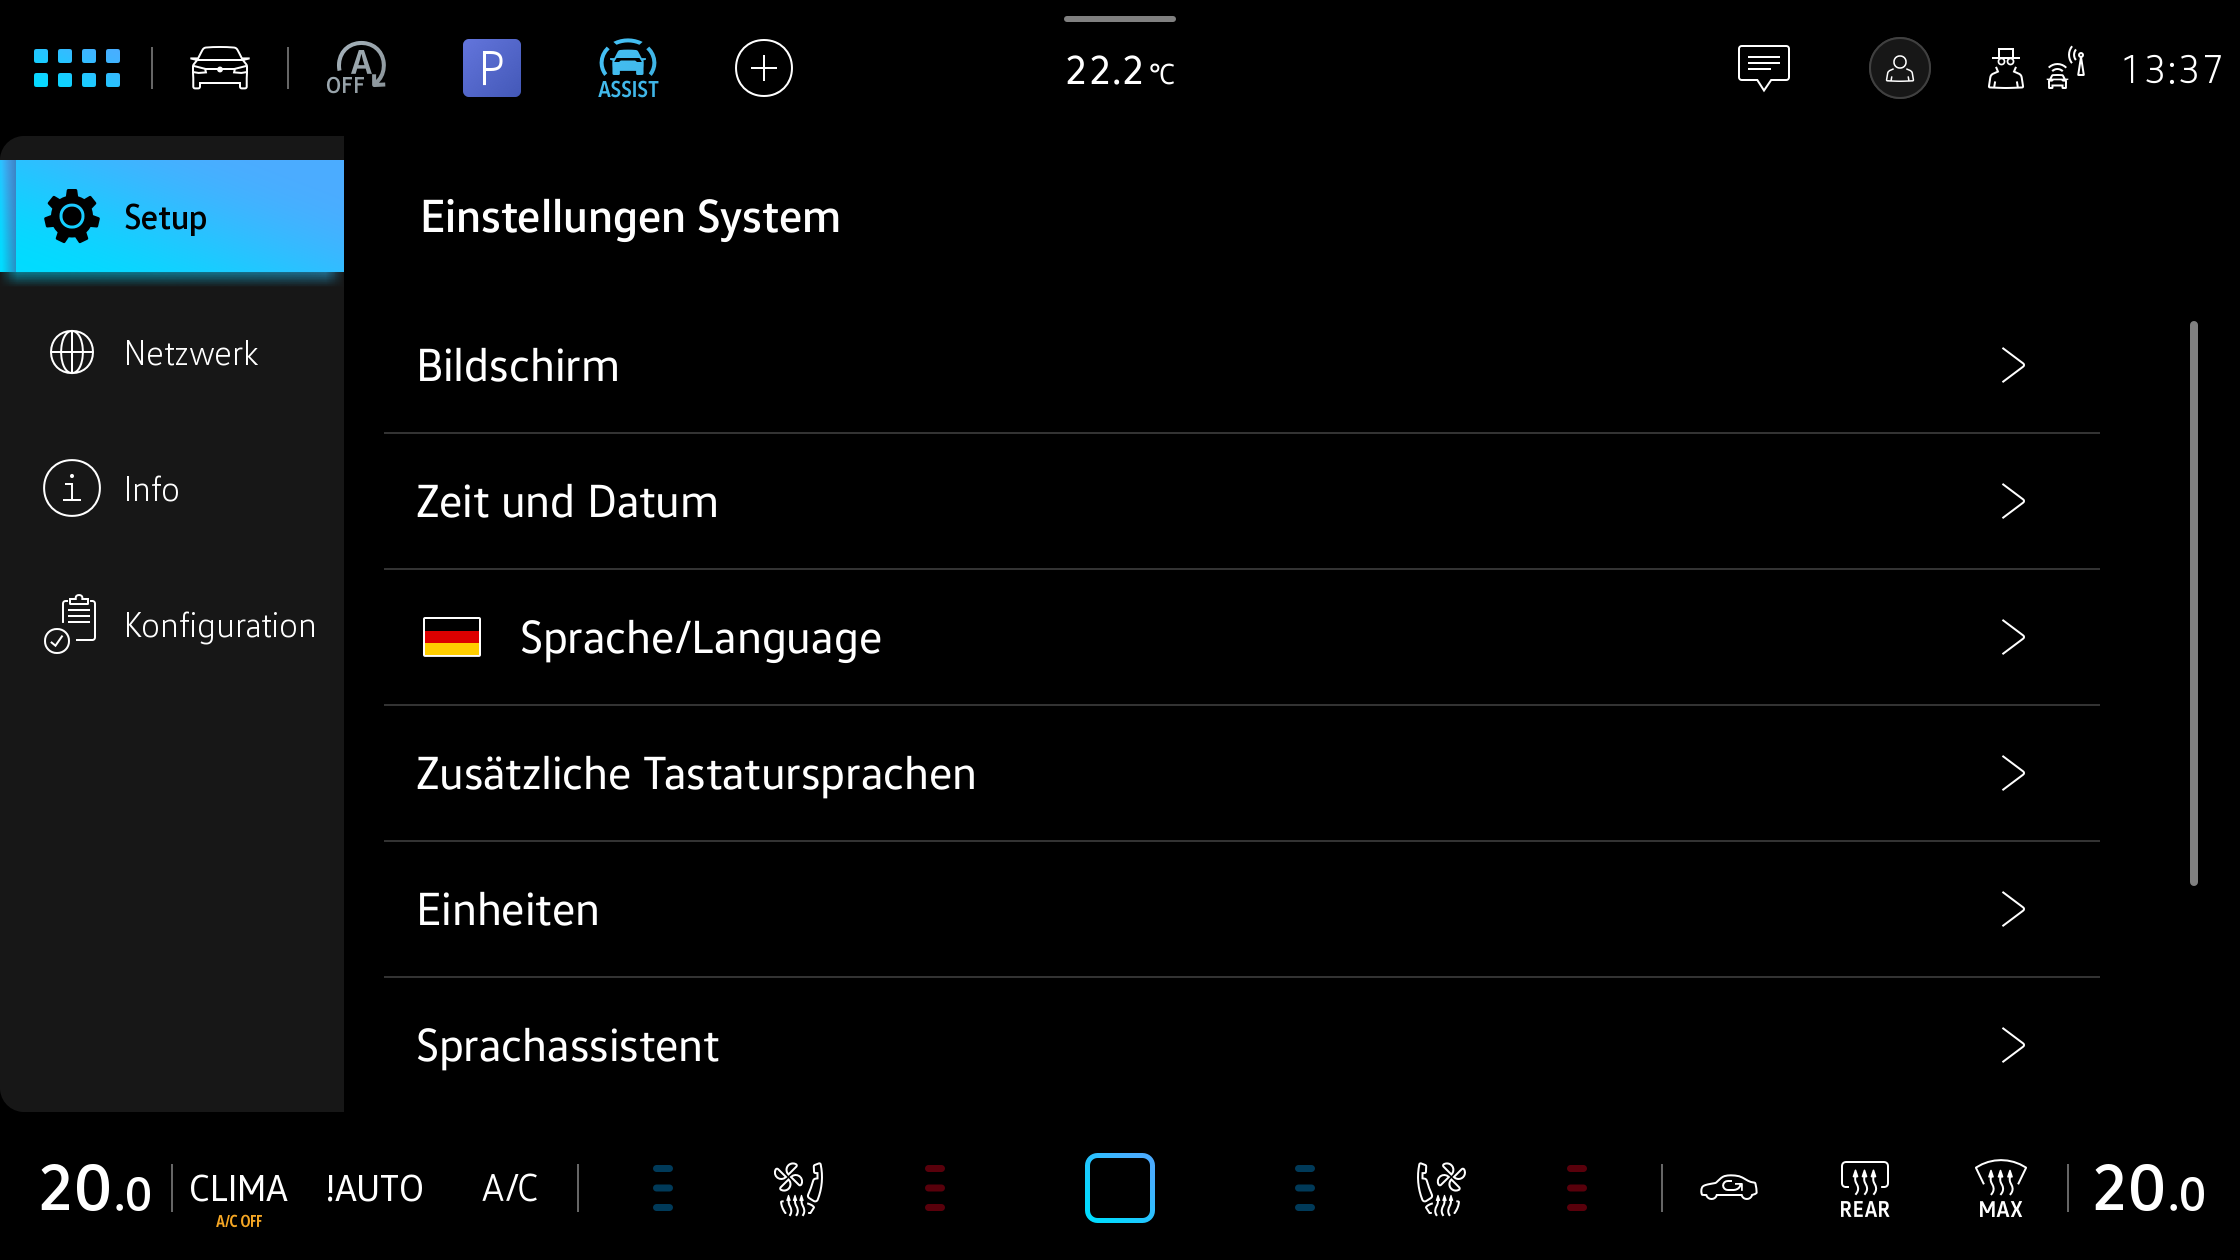 A
OFF
P
ASSIST
22.2 °C
13:37
Setup
Einstellungen System
Netzwerk
Info
Konfiguration
Bildschirm
Zeit und Datum
Sprache/Language
Zusätzliche Tastatursprachen
Einheiten
Sprachassistent
20.0
CLIMA
A/C OFF
!AUTO
A/C
REAR
MAX
20.0